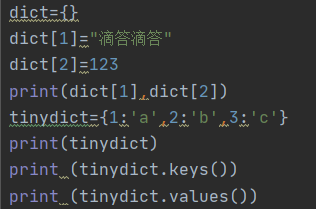 dict={}
dict[1]="滴答滴答"
dict[2]=123
print(dict[1],dict[2])
tinydict={1:'a',2:'b',3:'c'}
print(tinydict)
print (tinydict.keys())
print (tinydict.values())